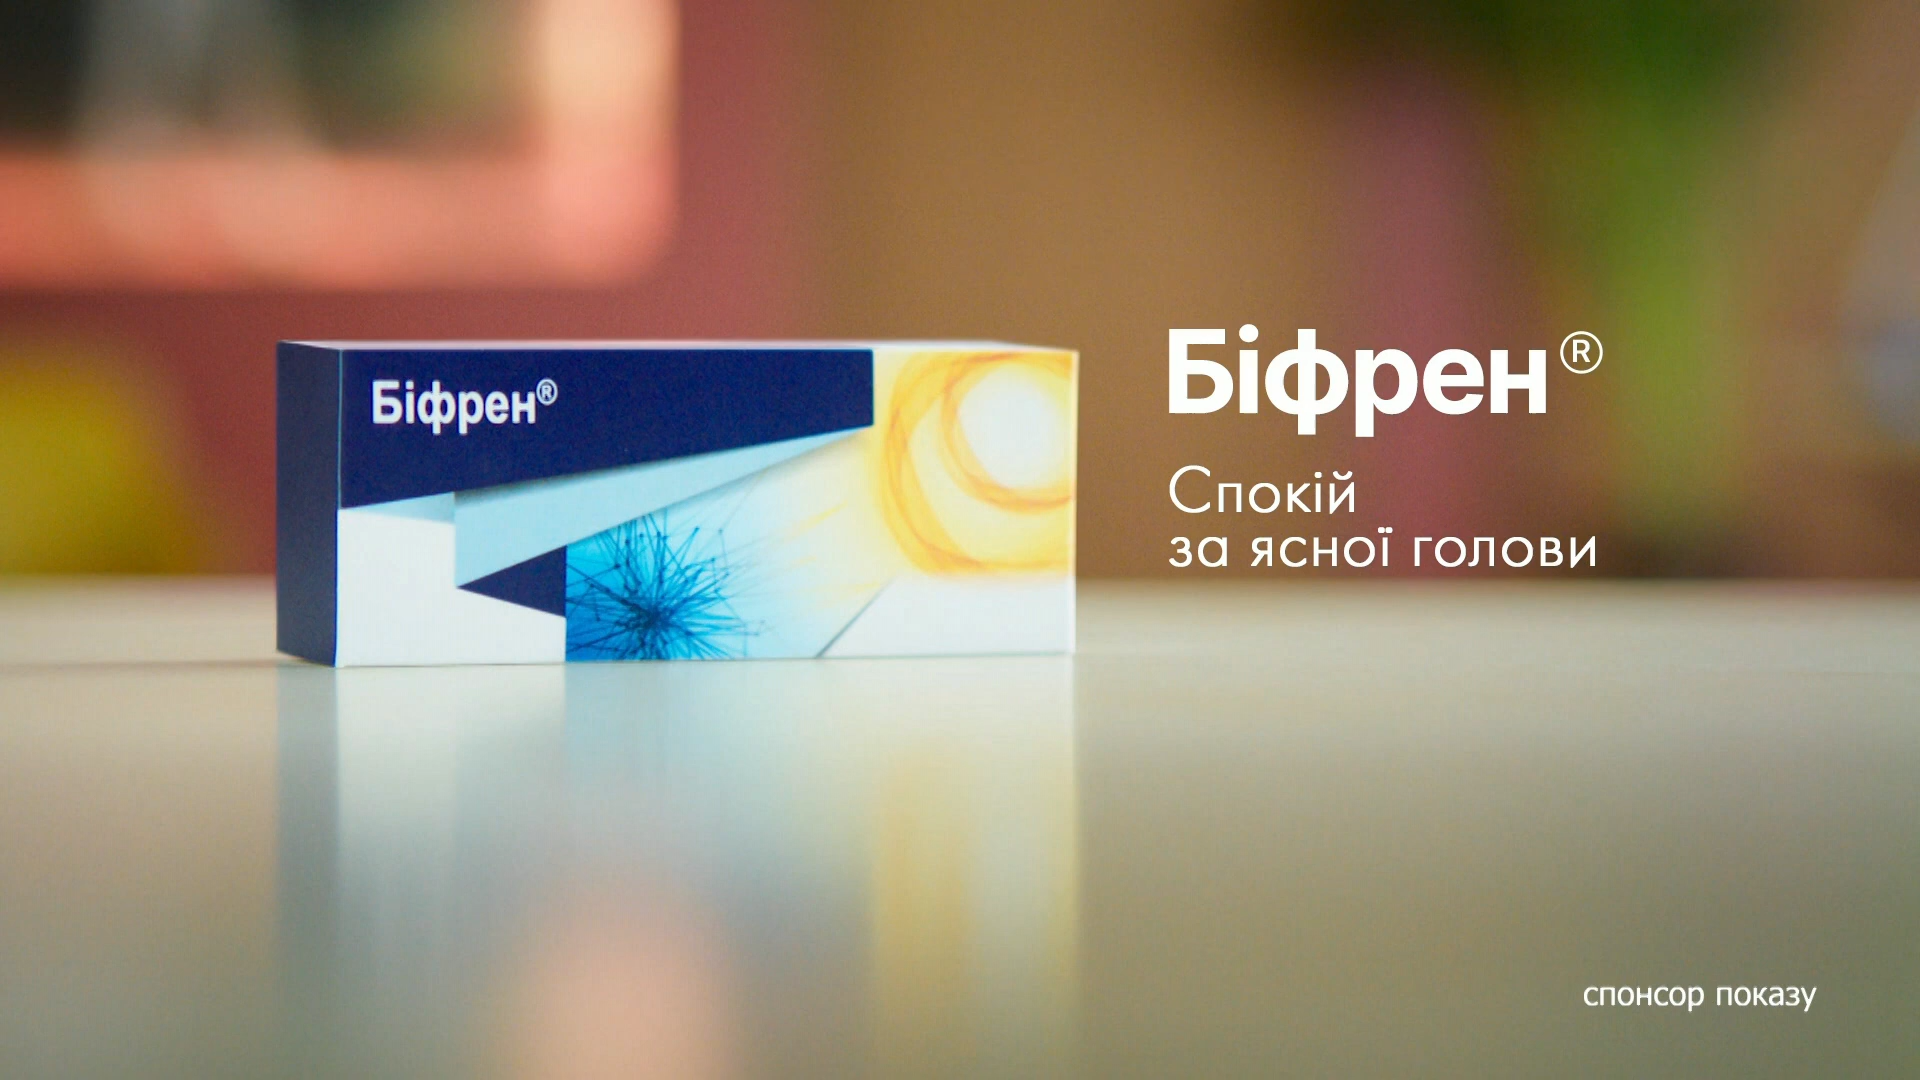 Біфрен®
Біфрен®
Спокій
за ясної голови
спонсор показу